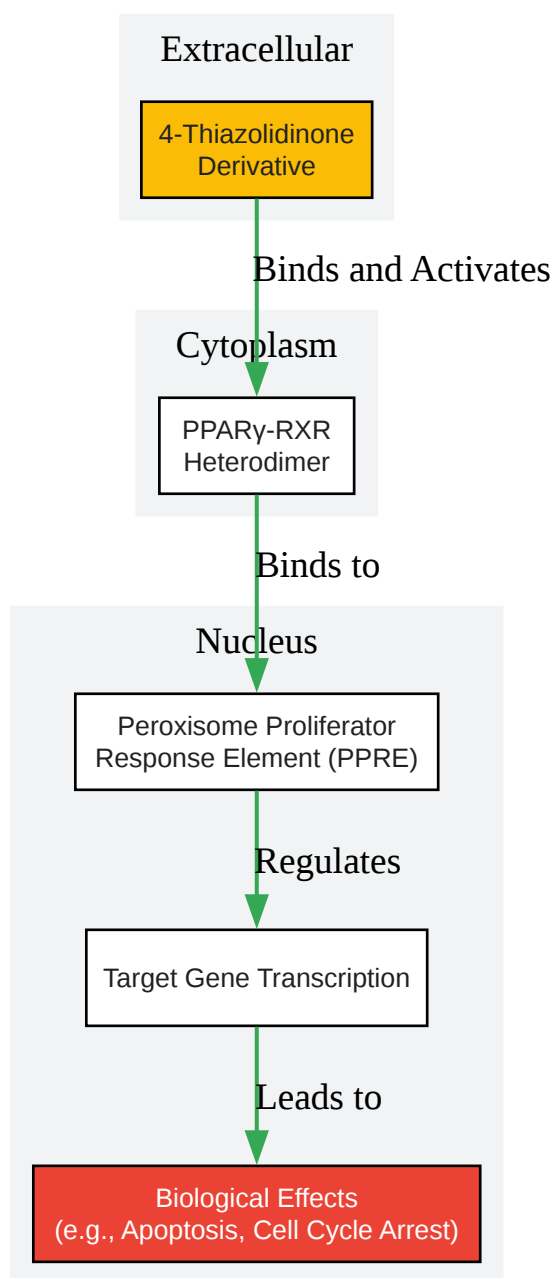 Extracellular
4-Thiazolidinone
Derivative
Binds and Activates
Cytoplasm
PPARγ-RXR
Heterodimer
Binds to
Nucleus
Peroxisome Proliferator
Response Element (PPRE)
Regulates
Target Gene Transcription
Leads to
Biological Effects
(e.g., Apoptosis, Cell Cycle Arrest)